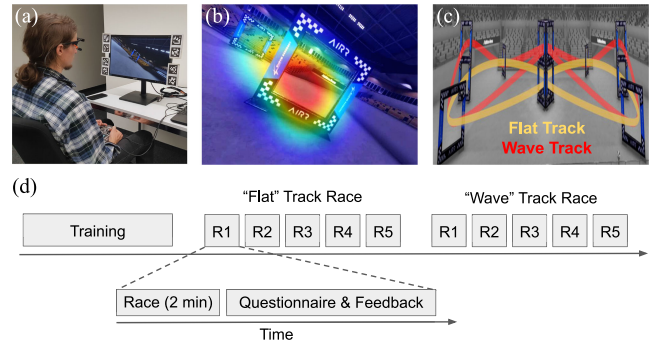 (a)
(b)
(c)
AIR
AIR
Flat Track
Wave Track
(d)
"Flat" Track Race
"Wave" Track Race
Training
R1
R2
R3
R4
R5
R1
R2
R3
R4
R5
Race (2 min)
Questionnaire & Feedback
Time